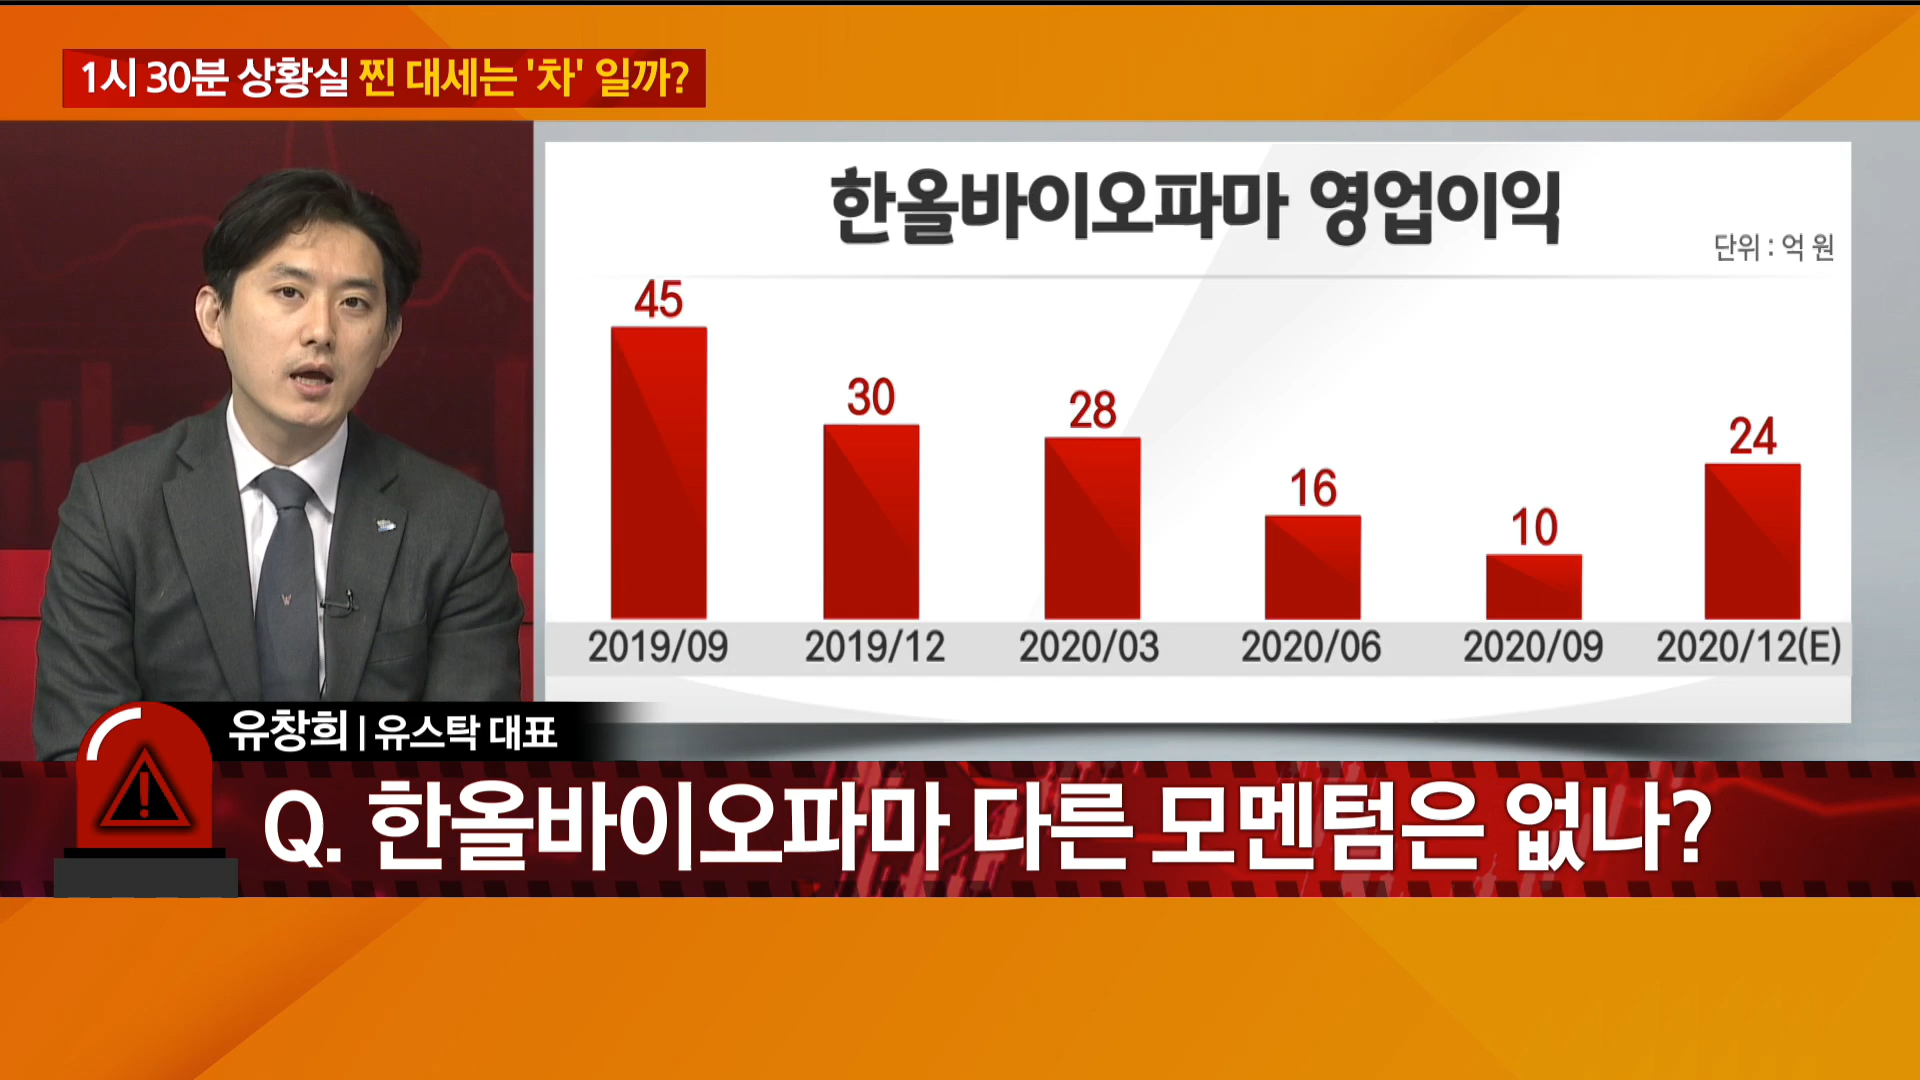 1시 30분 상황실 찐 대세는 '차' 일까?
한올바이오파마 영업이익
단위 : 억 원
45
30
28
16
10
24
2019/09
2019/12
2020/03
2020/06
2020/09
2020/12(E)
유창희 | 유스탁 대표
Q. 한올바이오파마 다른 모멘텀은 없나?